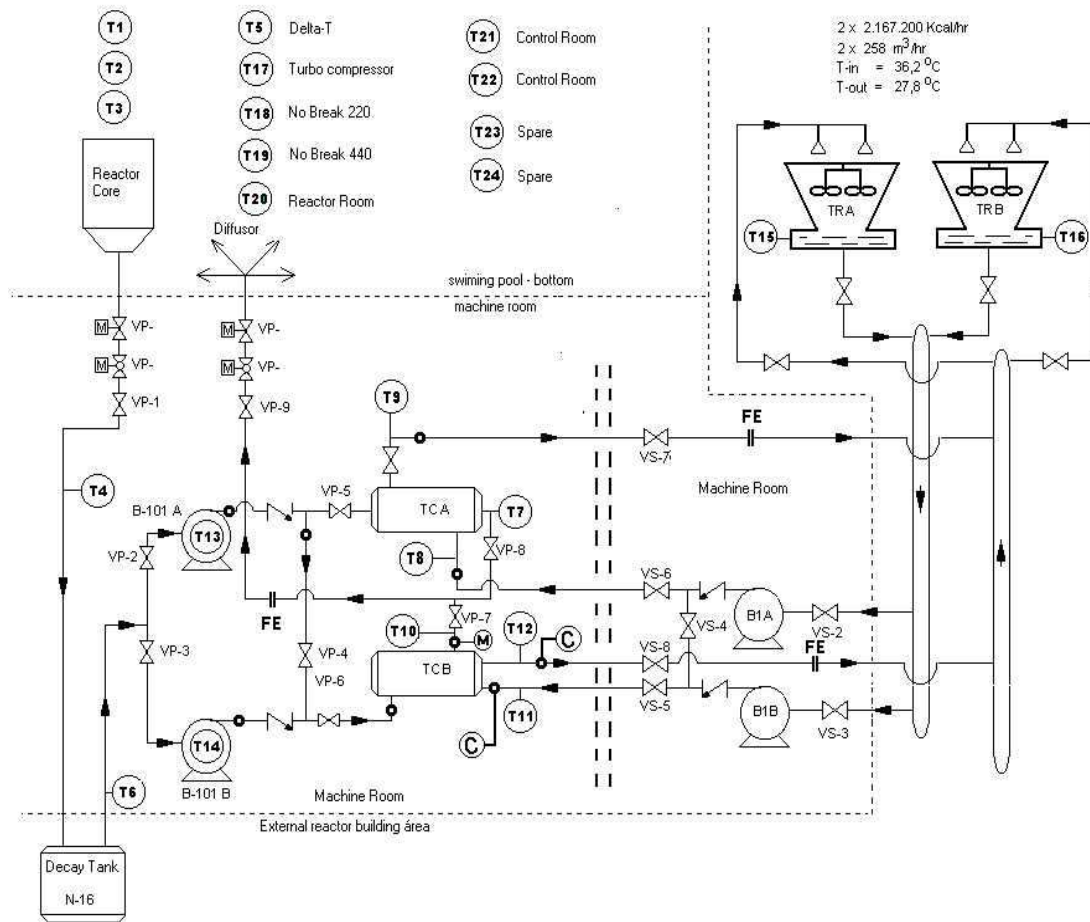 T1
T2
T3
T5 Delta-T
T17 Turbo compressor
T18 No Break 220
T19 No Break 440
T20 Reactor Room
T21 Control Room
T22 Control Room
T23 Spare
T24 Spare
2 x 2.167.200 Kcal/hr
2 x 258 m³/hr
T-in = 36,2 ºC
T-out = 27,8 ºC
Reactor
Core
Diffusor
TRA
TRB
T15
T16
swiming pool - bottom
machine room
M VP-
M VP-
M VP-
M VP-
VP-1
VP-9
T9
FE
VS-7
T4
VP-5
Machine Room
B-101 A
TCA
T7
T13
VP-8
VP-2
T8
VS-6
FE
VP-7
VS-4
B1A
VS-2
T10
M
T12
C
VS-8
FE
VP-3
VP-4
TCB
VP-6
VS-5
T11
B1B
T14
C
VS-3
T6
B-101 B
Machine Room
External reactor building área
Decay Tank
N-16